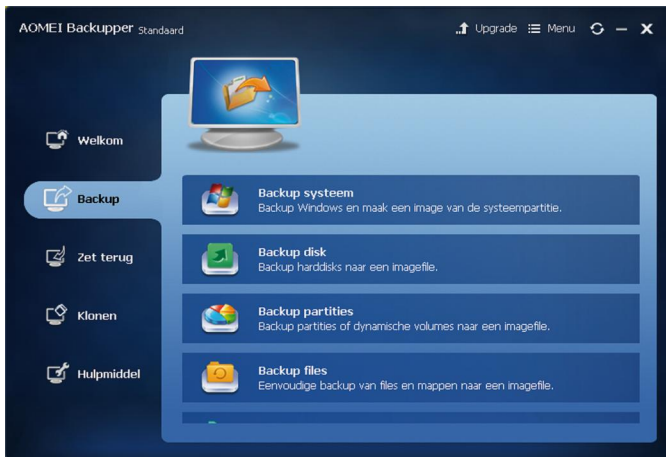 AOMEI Backupper Standaard
Upgrade Menu
Welkom
Backup
Zet terug
Klonen
Hulpmiddel
Backup systeem
Backup Windows en maak een image van de systeempartitie.
Backup disk
Backup harddisks naar een imagefile.
Backup partities
Backup partities of dynamische volumes naar een imagefile.
Backup files
Eenvoudige backup van files en mappen naar een imagefile.